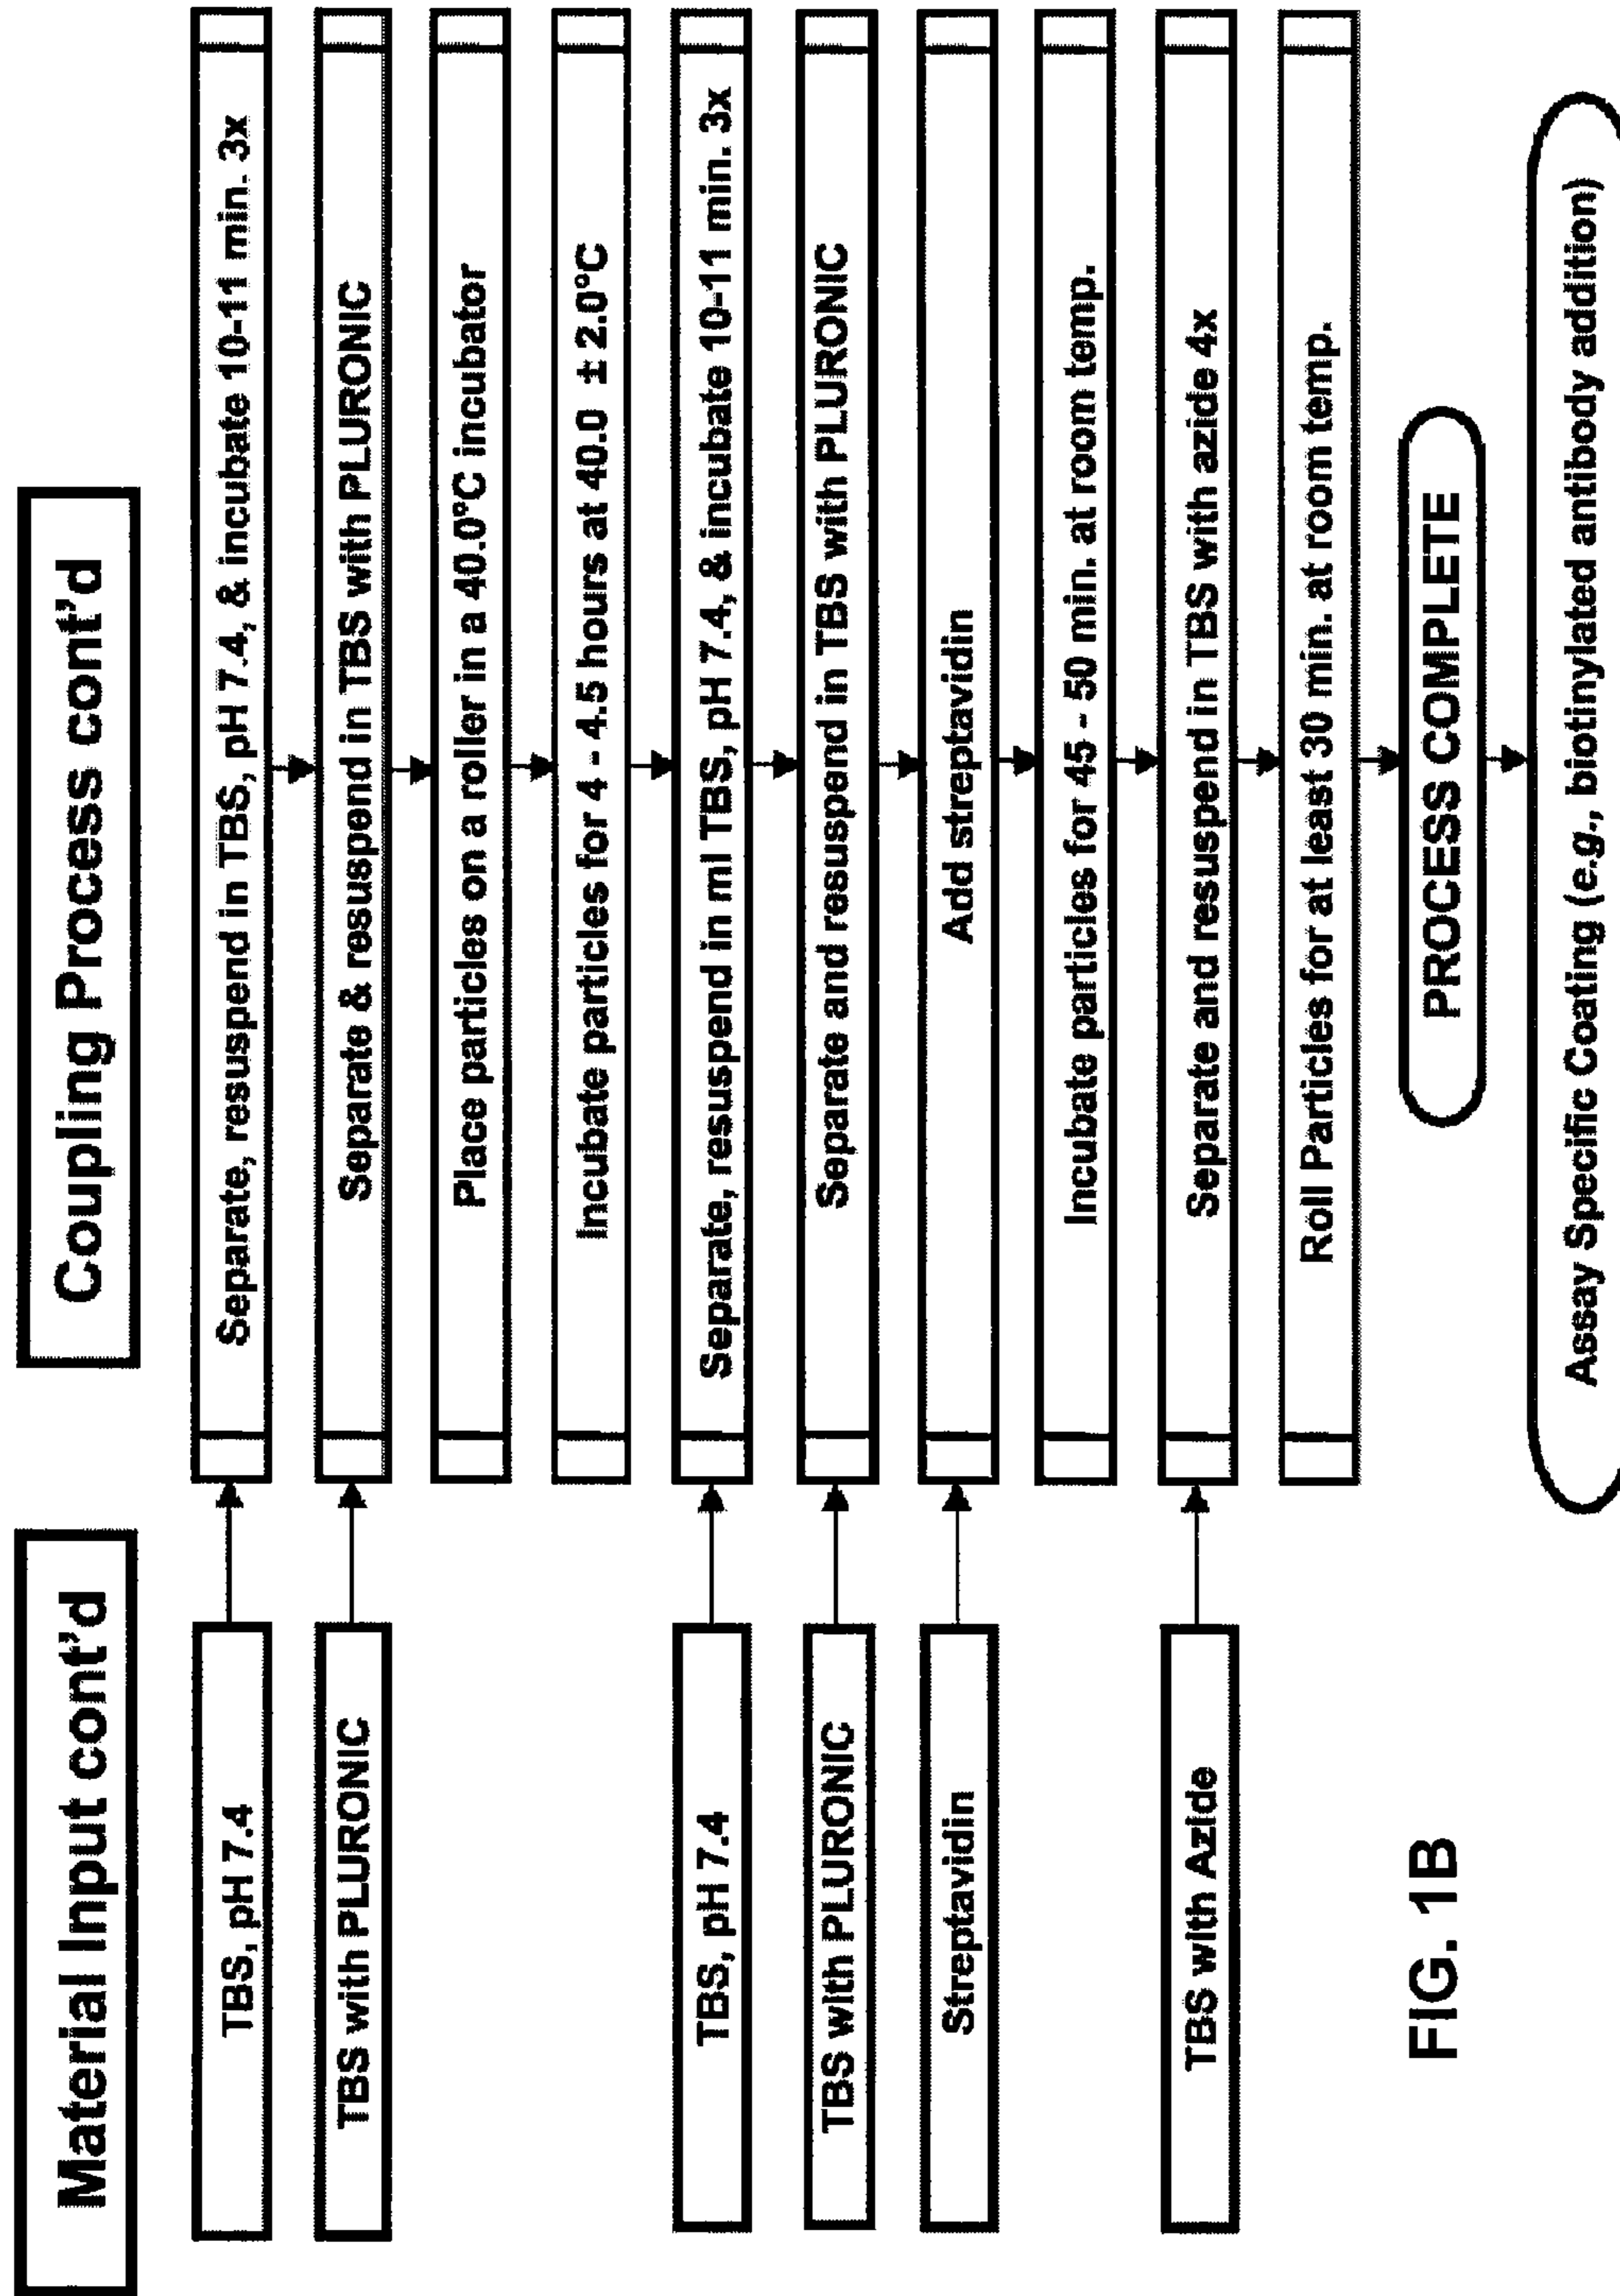 Material Input cont'd
Coupling Process cont'd
TBS, pH 7.4
Separate, resuspend in TBS, pH 7.4, & incubate 10-11 min. 3x
TBS with PLURONIC
Separate & resuspend in TBS with PLURONIC
Place particles on a roller in a 40.0°C incubator
Incubate particles for 4 - 4.5 hours at 40.0 ± 2.0°C
TBS, pH 7.4
Separate, resuspend in ml TBS, pH 7.4, & incubate 10-11 min. 3x
TBS with PLURONIC
Separate and resuspend in TBS with PLURONIC
Streptavidin
Add streptavidin
Incubate particles for 45 - 50 min. at room temp.
TBS with Azide
Separate and resuspend in TBS with azide 4x
Roll Particles for at least 30 min. at room temp.
PROCESS COMPLETE
Assay Specific Coating (e.g., biotinylated antibody addition)
FIG. 1B